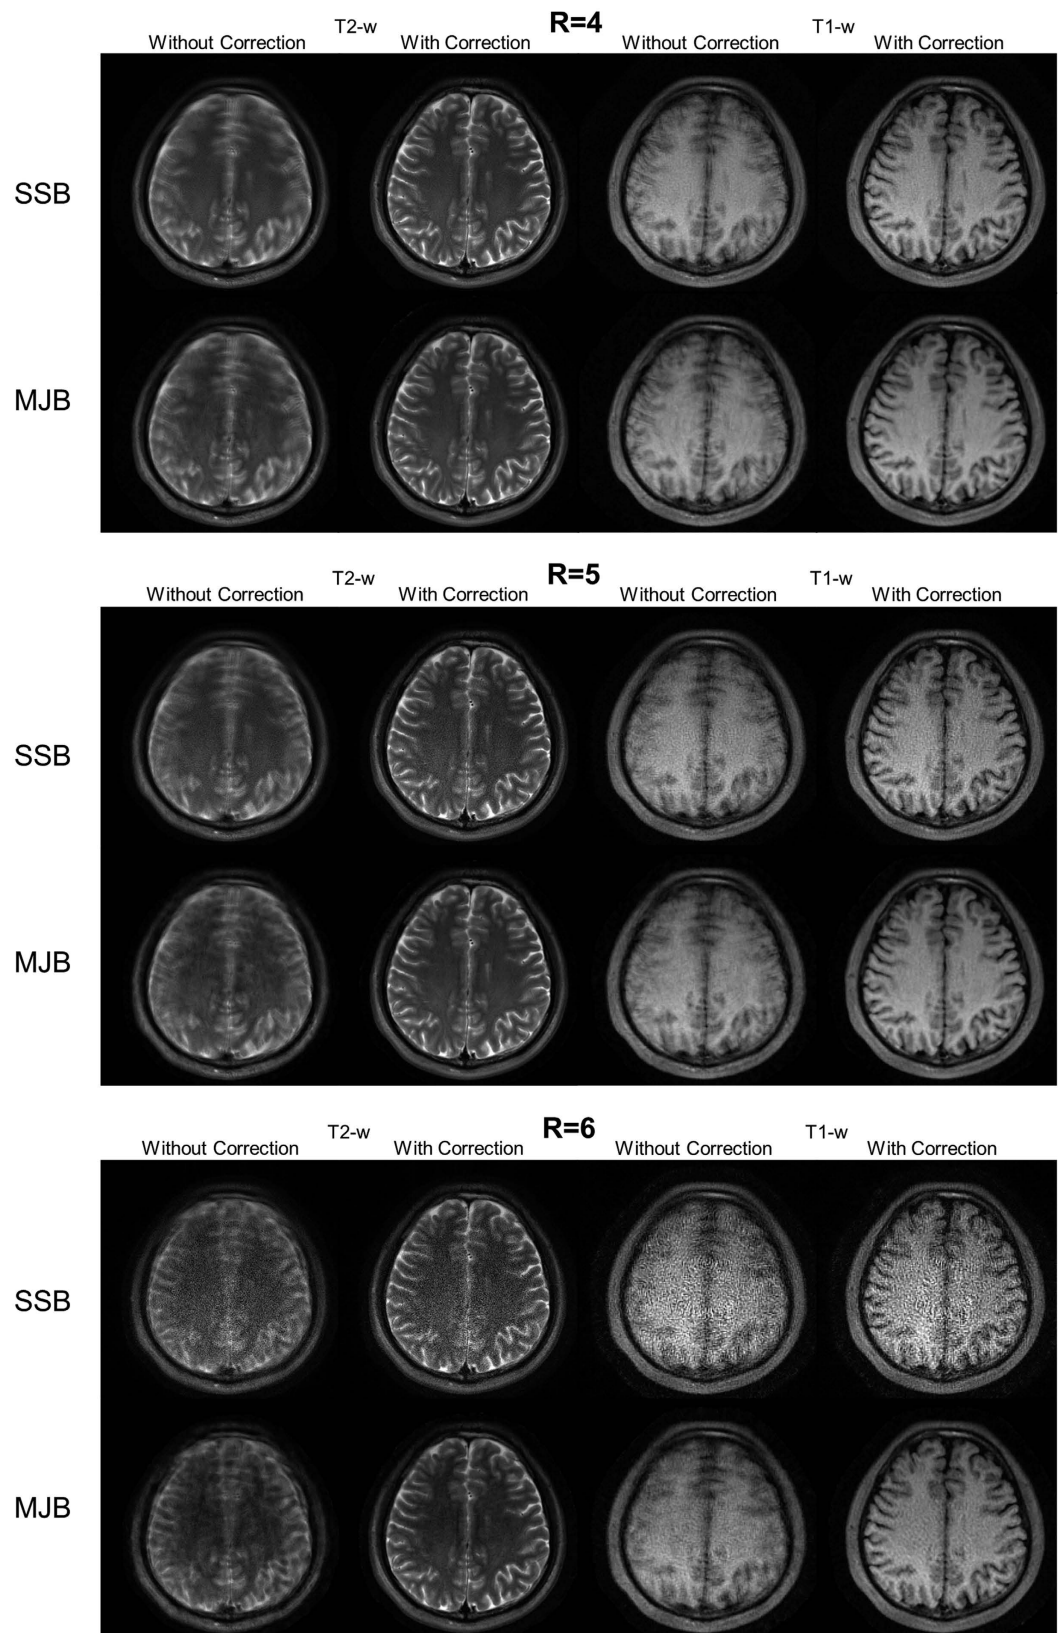 T2-w R=4 T1-w
Without Correction With Correction Without Correction With Correction
SSB
MJB
T2-w R=5 T1-w
Without Correction With Correction Without Correction With Correction
SSB
MJB
T2-w R=6 T1-w
Without Correction With Correction Without Correction With Correction
SSB
MJB